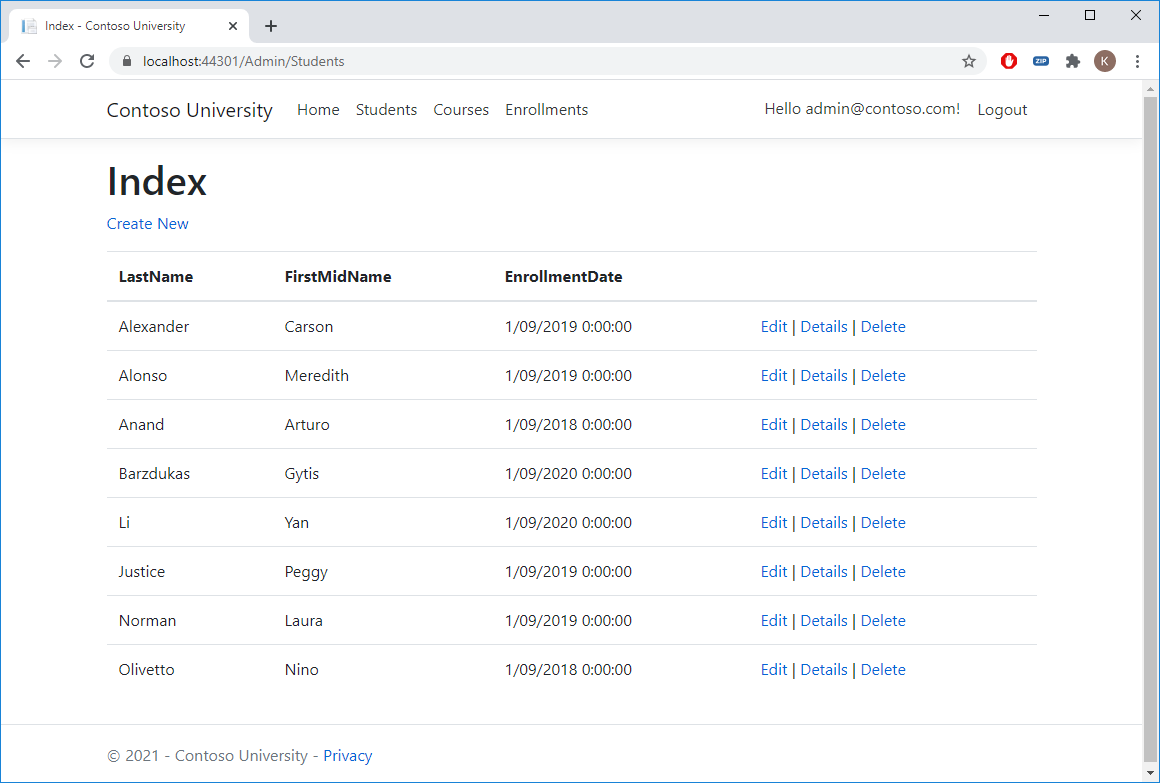 Index - Contoso University
localhost:44301/Admin/Students
ZIP
K
Contoso University Home Students Courses Enrollments Hello admin@contoso.com! Logout
Index
Create New
LastName FirstMidName EnrollmentDate
Alexander Carson 1/09/2019 0:00:00 Edit | Details | Delete
Alonso Meredith 1/09/2019 0:00:00 Edit | Details | Delete
Anand Arturo 1/09/2018 0:00:00 Edit | Details | Delete
Barzdukas Gytis 1/09/2020 0:00:00 Edit | Details | Delete
Li Yan 1/09/2020 0:00:00 Edit | Details | Delete
Justice Peggy 1/09/2019 0:00:00 Edit | Details | Delete
Norman Laura 1/09/2019 0:00:00 Edit | Details | Delete
Olivetto Nino 1/09/2018 0:00:00 Edit | Details | Delete
© 2021 - Contoso University - Privacy